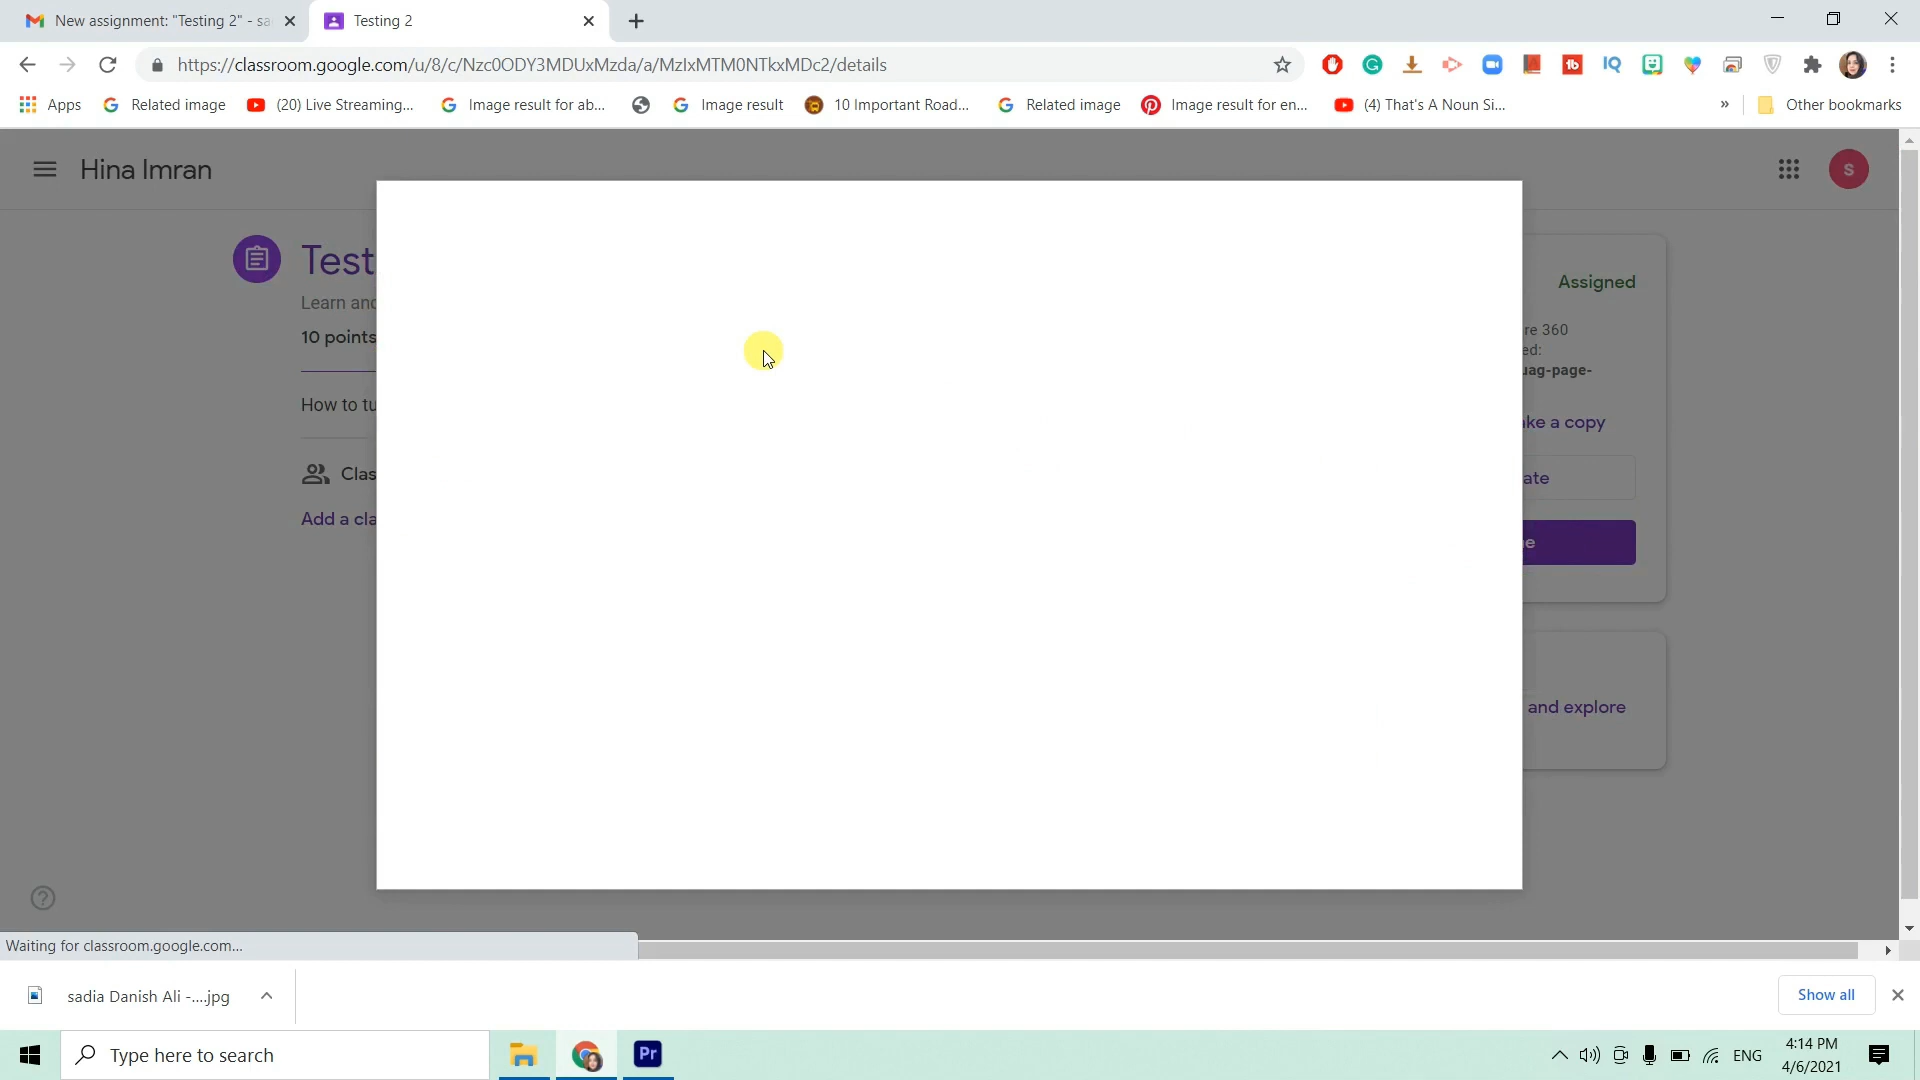 New assignment: "Testing 2" - sa
Testing 2
https://classroom.google.com/u/8/c/Nzc0ODY3MDUxMzda/a/MzIxMTM0NTkxMDc2/details
Apps
Related image
(20) Live Streaming...
Image result for ab...
Image result
10 Important Road...
Related image
Image result for en...
(4) That's A Noun Si...
»
Other bookmarks
Hina Imran
S
Test
Learn and
10 points
How to tu
Clas
Add a cla
Assigned
re 360
ed:
uag-page-
ke a copy
ate
e
and explore
Waiting for classroom.google.com...
sadia Danish Ali -....jpg
Show all
Type here to search
Pr
ENG
4:14 PM
4/6/2021